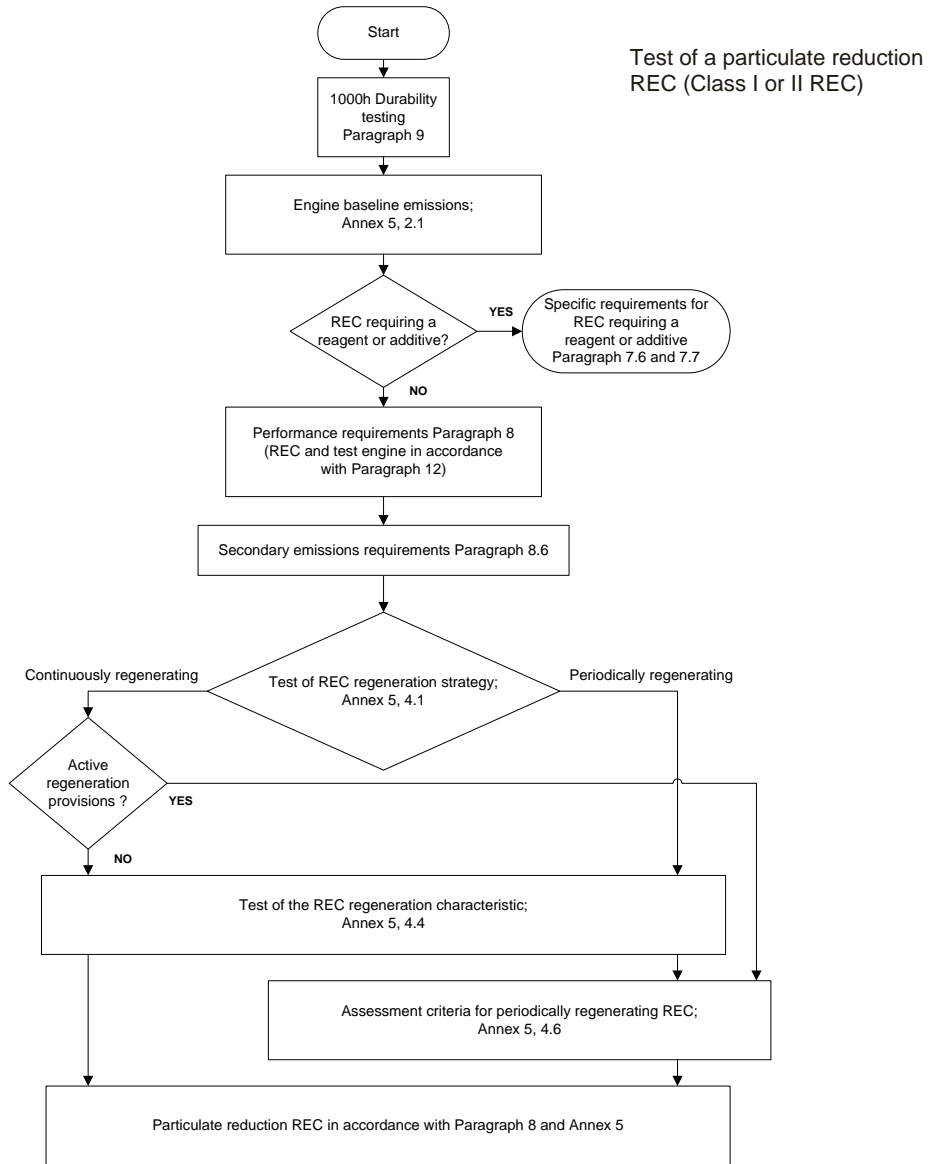 Start
Test of a particulate reduction
REC (Class I or II REC)
1000h Durability
testing
Paragraph 9
Engine baseline emissions;
Annex 5, 2.1
REC requiring a
reagent or additive?
YES
Specific requirements for
REC requiring a
reagent or additive
Paragraph 7.6 and 7.7
NO
Performance requirements Paragraph 8
(REC and test engine in accordance
with Paragraph 12)
Secondary emissions requirements Paragraph 8.6
Continuously regenerating
Test of REC regeneration strategy;
Annex 5, 4.1
Periodically regenerating
Active
regeneration
provisions ?
YES
NO
Test of the REC regeneration characteristic;
Annex 5, 4.4
Assessment criteria for periodically regenerating REC;
Annex 5, 4.6
Particulate reduction REC in accordance with Paragraph 8 and Annex 5